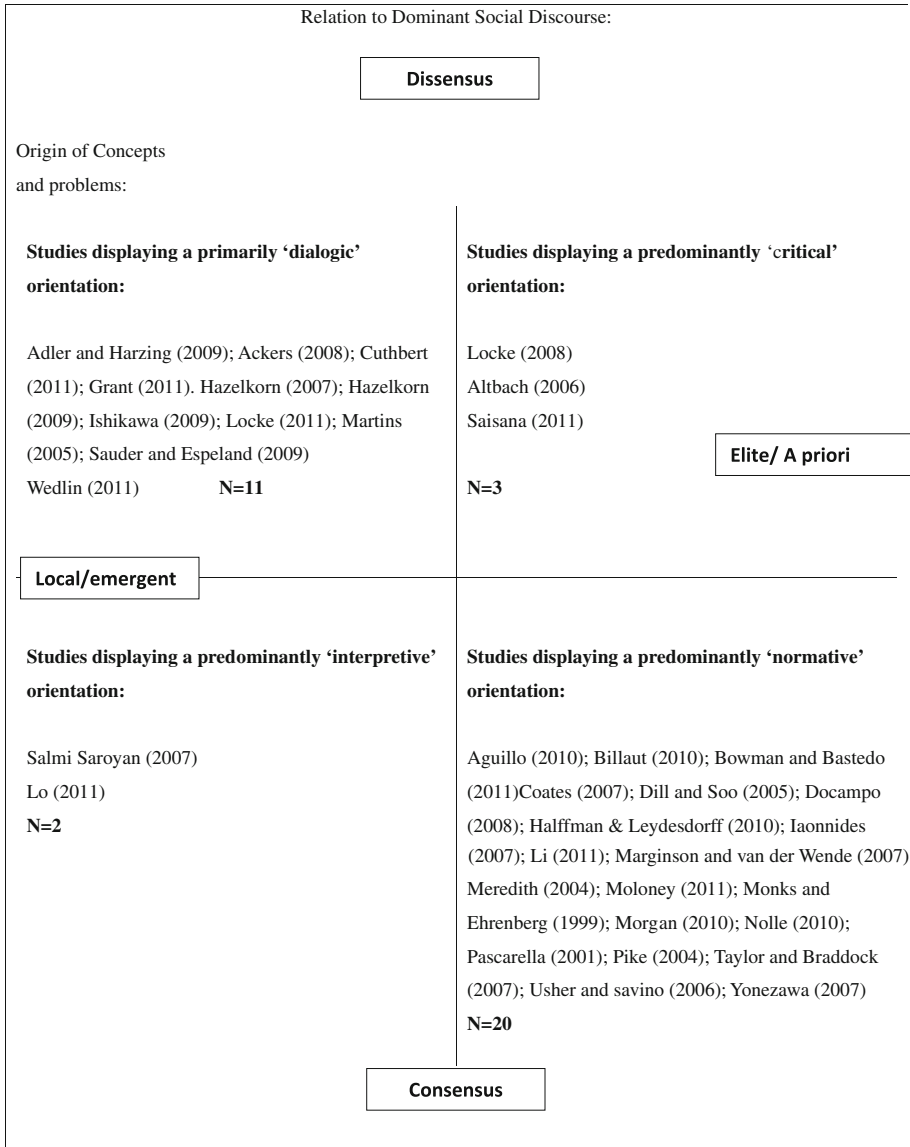 Relation to Dominant Social Discourse:
Dissensus
Origin of Concepts
and problems:
Studies displaying a primarily ‘dialogic’
orientation:
Adler and Harzing (2009); Ackers (2008); Cuthbert
(2011); Grant (2011). Hazelkorn (2007); Hazelkorn
(2009); Ishikawa (2009); Locke (2011); Martins
(2005); Sauder and Espeland (2009)
Wedlin (2011) N=11
Studies displaying a predominantly ‘critical’
orientation:
Locke (2008)
Altbach (2006)
Saisana (2011)
Elite/ A priori
N=3
Local/emergent
Studies displaying a predominantly ‘interpretive’
orientation:
Salmi Saroyan (2007)
Lo (2011)
N=2
Studies displaying a predominantly ‘normative’
orientation:
Aguillo (2010); Billaut (2010); Bowman and Bastedo
(2011)Coates (2007); Dill and Soo (2005); Docampo
(2008); Halffman & Leydesdorff (2010); Iaonnides
(2007); Li (2011); Marginson and van der Wende (2007)
Meredith (2004); Moloney (2011); Monks and
Ehrenberg (1999); Morgan (2010); Nolle (2010);
Pascarella (2001); Pike (2004); Taylor and Braddock
(2007); Usher and savino (2006); Yonezawa (2007)
N=20
Consensus